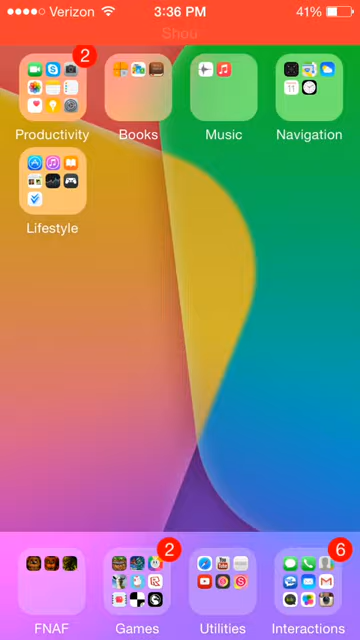 Verizon 3:36 PM 41%
Shou
2
Productivity Books Music Navigation
Lifestyle
2 6
FNAF Games Utilities Interactions